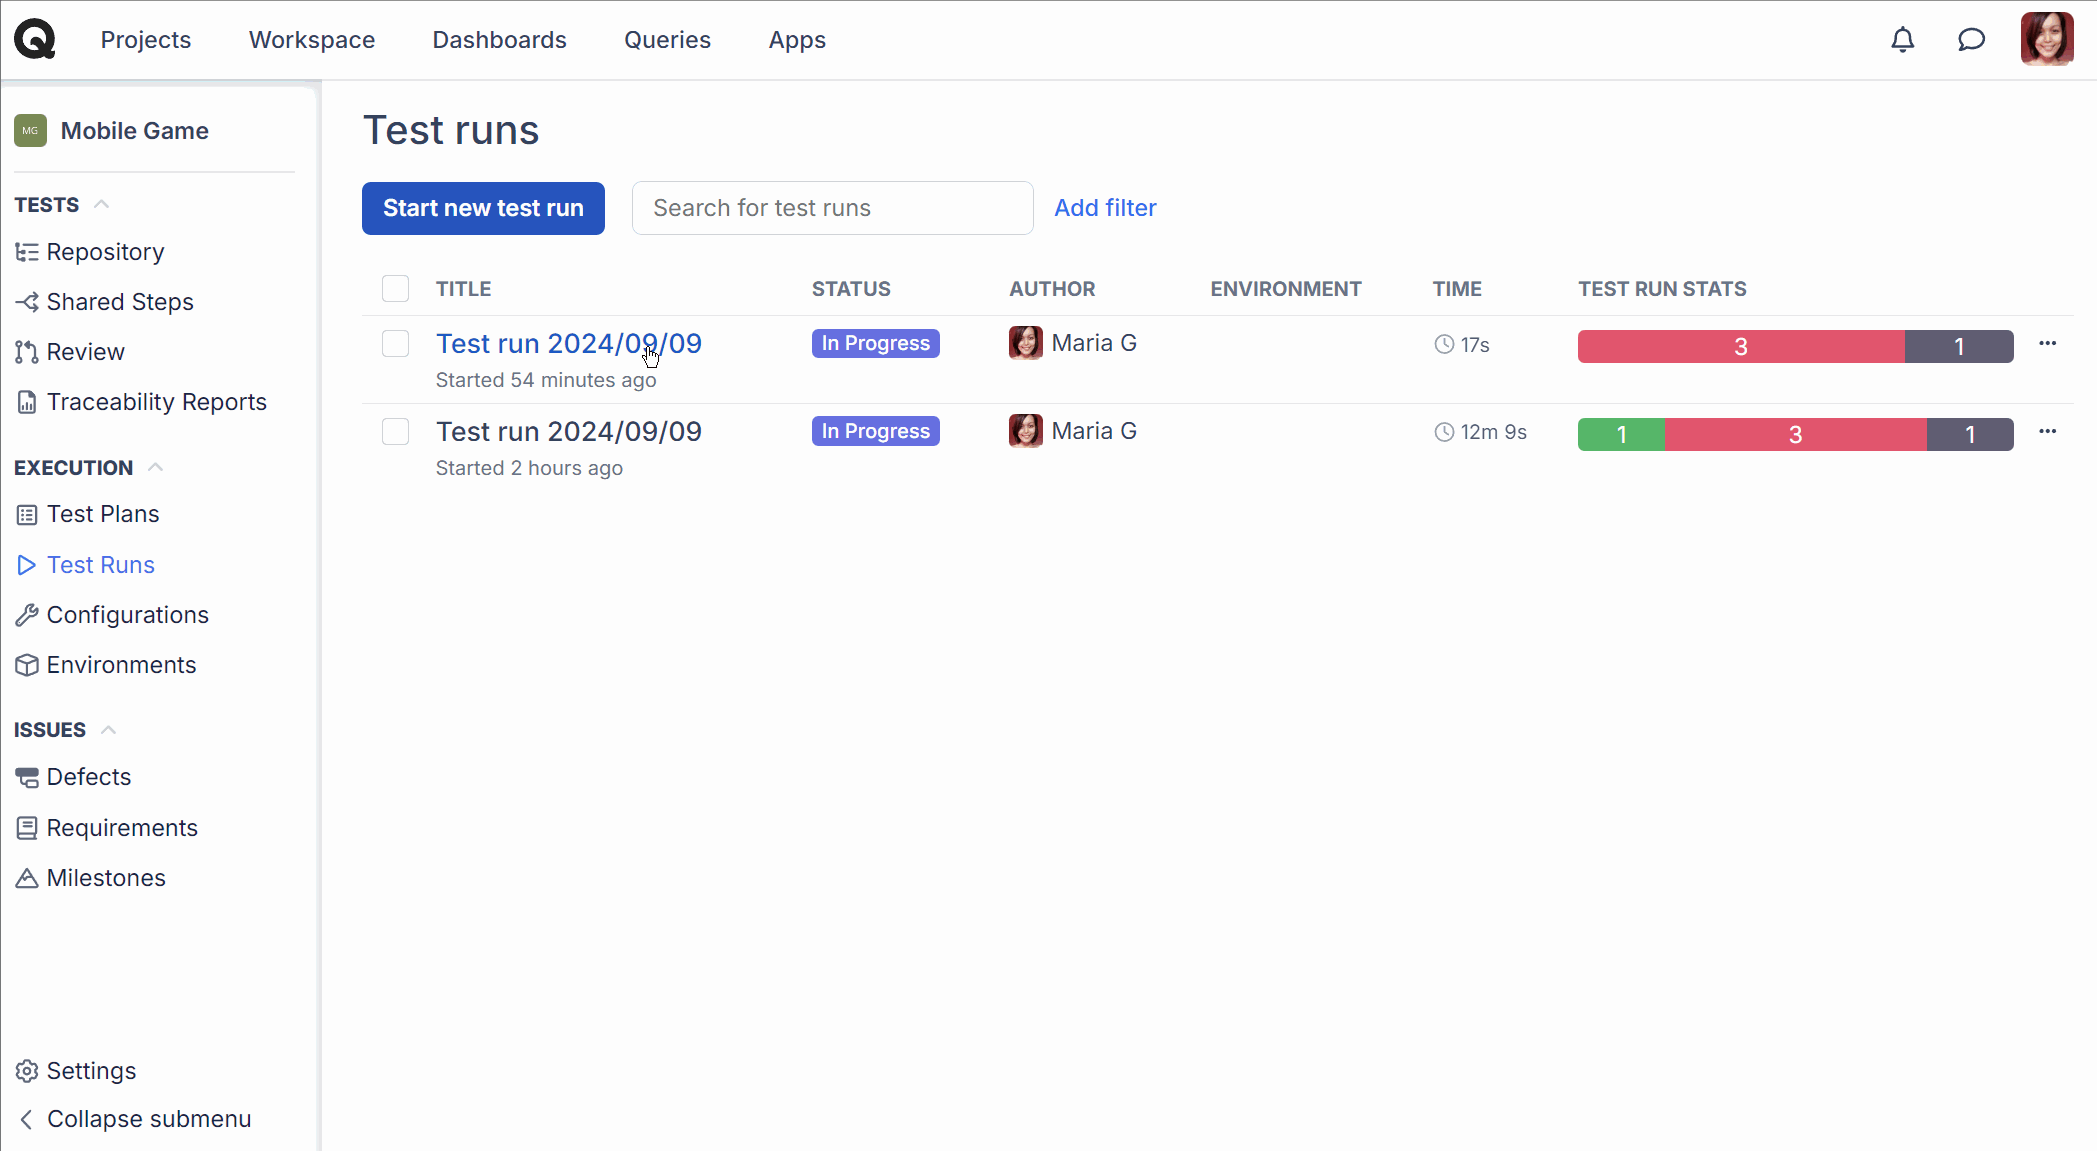 Projects Workspace Dashboards Queries Apps
MG Mobile Game
TESTS
Repository
Shared Steps
Review
Traceability Reports
EXECUTION
Test Plans
Test Runs
Configurations
Environments
ISSUES
Defects
Requirements
Milestones
Settings
Collapse submenu
Test runs
Start new test run Search for test runs Add filter
TITLE STATUS AUTHOR ENVIRONMENT TIME TEST RUN STATS
Test run 2024/09/09 In Progress Maria G 17s 3 1
Started 54 minutes ago
Test run 2024/09/09 In Progress Maria G 12m 9s 1 3 1
Started 2 hours ago